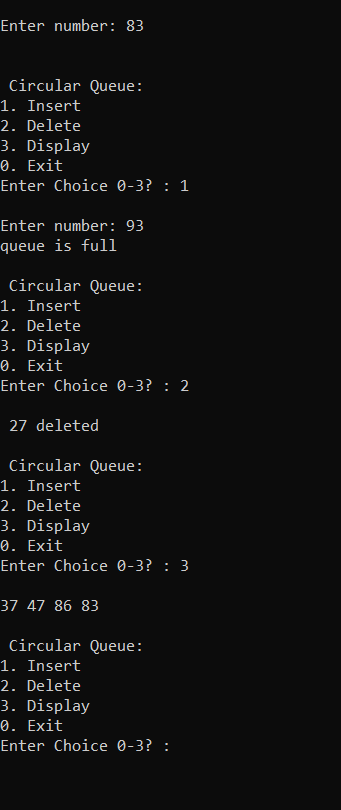 Enter number: 83
Circular Queue:
1. Insert
2. Delete
3. Display
0. Exit
Enter Choice 0-3? : 1
Enter number: 93
queue is full
Circular Queue:
1. Insert
2. Delete
3. Display
0. Exit
Enter Choice 0-3? : 2
27 deleted
Circular Queue:
1. Insert
2. Delete
3. Display
0. Exit
Enter Choice 0-3? : 3
37 47 86 83
Circular Queue:
1. Insert
2. Delete
3. Display
0. Exit
Enter Choice 0-3? :